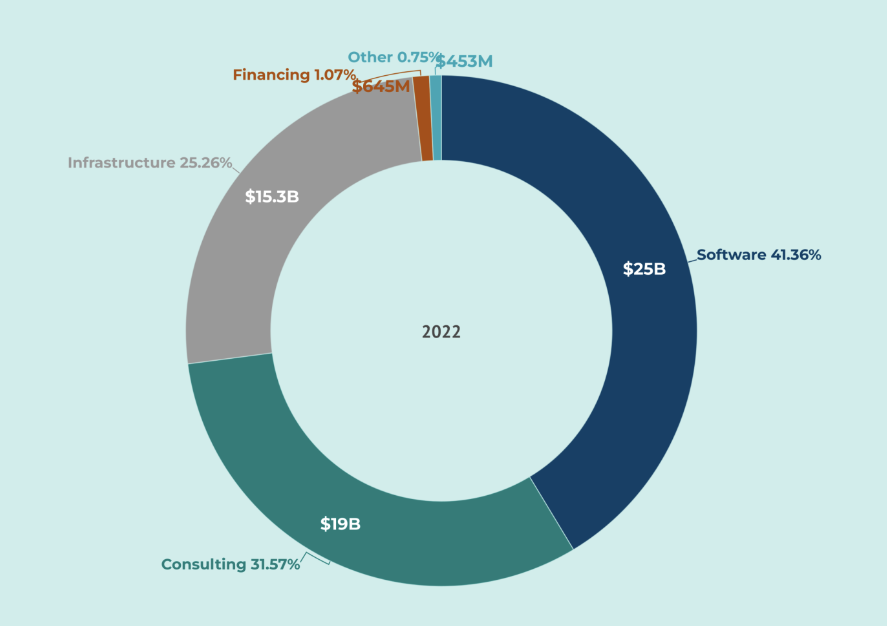 Other 0.75%
$453M
Financing 1.07%
$645M
Infrastructure 25.26%
$15.3B
Software 41.36%
$25B
2022
$19B
Consulting 31.57%